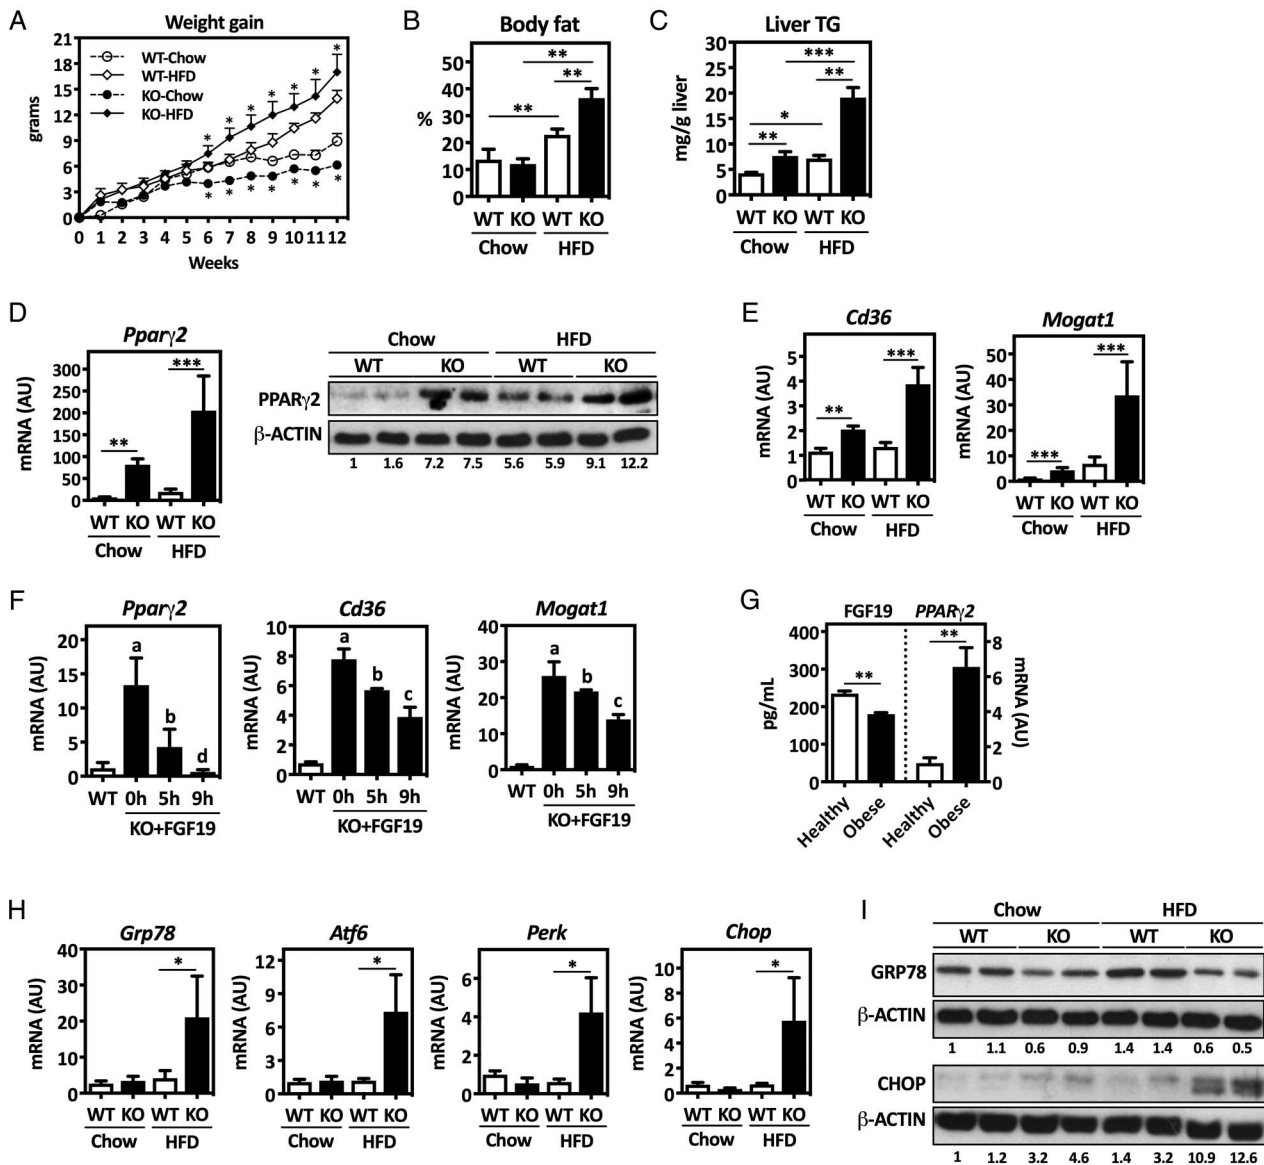 A
Weight gain
grams
21
18
15
12
9
6
3
0
WT-Chow
WT-HFD
KO-Chow
KO-HFD
* * * * * * *
* * * * * * *
0 1 2 3 4 5 6 7 8 9 10 11 12
Weeks
B
Body fat
%
50
40
30
20
10
0
**
**
**
WT KO WT KO
Chow HFD
C
Liver TG
mg/g liver
30
25
20
15
10
5
0
***
**
*
**
WT KO WT KO
Chow HFD
D
Pparγ2
mRNA (AU)
300
250
200
150
100
50
0
***
**
WT KO WT KO
Chow HFD
Chow HFD
WT KO WT KO
PPARγ2
β-ACTIN
1 1.6 7.2 7.5 5.6 5.9 9.1 12.2
E
Cd36
mRNA (AU)
5
4
3
2
1
0
***
**
WT KO WT KO
Chow HFD
Mogat1
mRNA (AU)
50
40
30
20
10
0
***
***
WT KO WT KO
Chow HFD
F
Pparγ2
mRNA (AU)
20
15
10
5
0
a
b
d
WT 0h 5h 9h
KO+FGF19
Cd36
mRNA (AU)
10
8
6
4
2
0
a
b
c
WT 0h 5h 9h
KO+FGF19
Mogat1
mRNA (AU)
40
30
20
10
0
a
b
c
WT 0h 5h 9h
KO+FGF19
G
FGF19 PPARγ2
pg/mL
400
300
200
100
0
**
**
8
6
4
2
0
mRNA (AU)
Healthy
Obese
Healthy
Obese
H
Grp78
mRNA (AU)
40
30
20
10
0
*
WT KO WT KO
Chow HFD
Atf6
mRNA (AU)
12
9
6
3
0
*
WT KO WT KO
Chow HFD
Perk
mRNA (AU)
6
4
2
0
*
WT KO WT KO
Chow HFD
Chop
mRNA (AU)
10
8
6
4
2
0
*
WT KO WT KO
Chow HFD
I
Chow HFD
WT KO WT KO
GRP78
β-ACTIN
1 1.1 0.6 0.9 1.4 1.4 0.6 0.5
CHOP
β-ACTIN
1 1.2 3.2 4.6 1.4 3.2 10.9 12.6